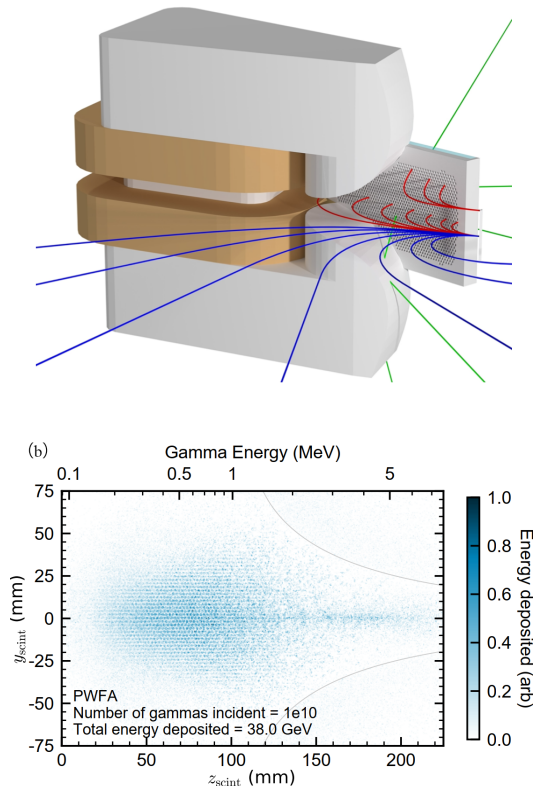 (b)
Gamma Energy (MeV)
0.1 0.5 1 5
75
50
25
0
-25
-50
-75
y_scint (mm)
PWFA
Number of gammas incident = 1e10
Total energy deposited = 38.0 GeV
0 50 100 150 200
z_scint (mm)
1.0
0.8
0.6
0.4
0.2
0.0
Energy deposited (arb)